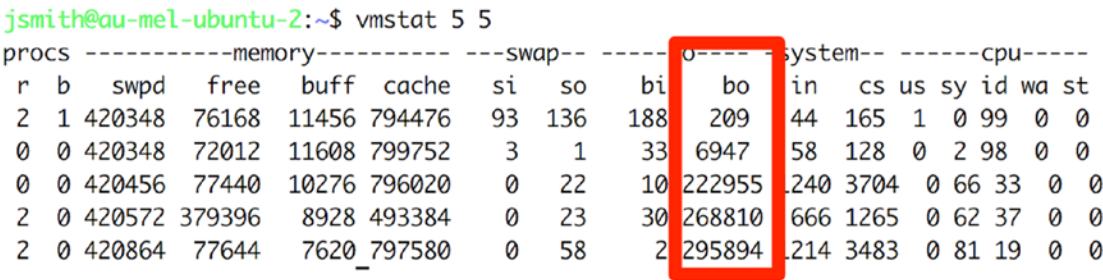 jsmith@au-mel-ubuntu-2:~$ vmstat 5 5
procs -----------memory---------- ---swap-- ------o---- -system-- ------cpu-----
r b swpd free buff cache si so bi bo in cs us sy id wa st
2 1 420348 76168 11456 794476 93 136 188 209 44 165 1 0 99 0 0
0 0 420348 72012 11608 799752 3 1 33 6947 58 128 0 2 98 0 0
0 0 420456 77440 10276 796020 0 22 10 222955 1240 3704 0 66 33 0 0
2 0 420572 379396 8928 493384 0 23 30 268810 666 1265 0 62 37 0 0
2 0 420864 77644 7620 797580 0 58 2 295894 1214 3483 0 81 19 0 0